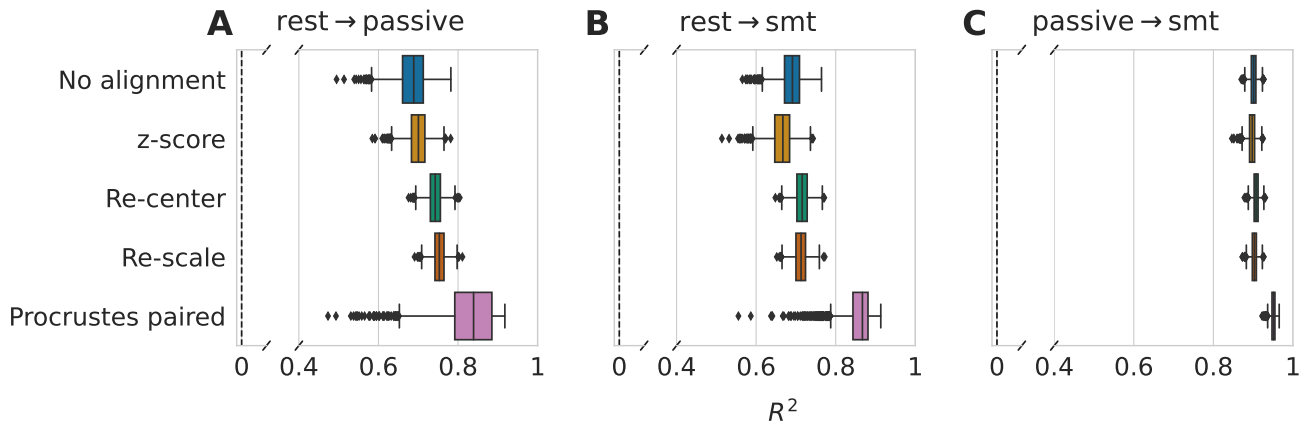 A rest→passive
B rest→smt
C passive→smt
No alignment
z-score
Re-center
Re-scale
Procrustes paired
0 0.4 0.6 0.8 1
0 0.4 0.6 0.8 1
0 0.4 0.6 0.8 1
R²